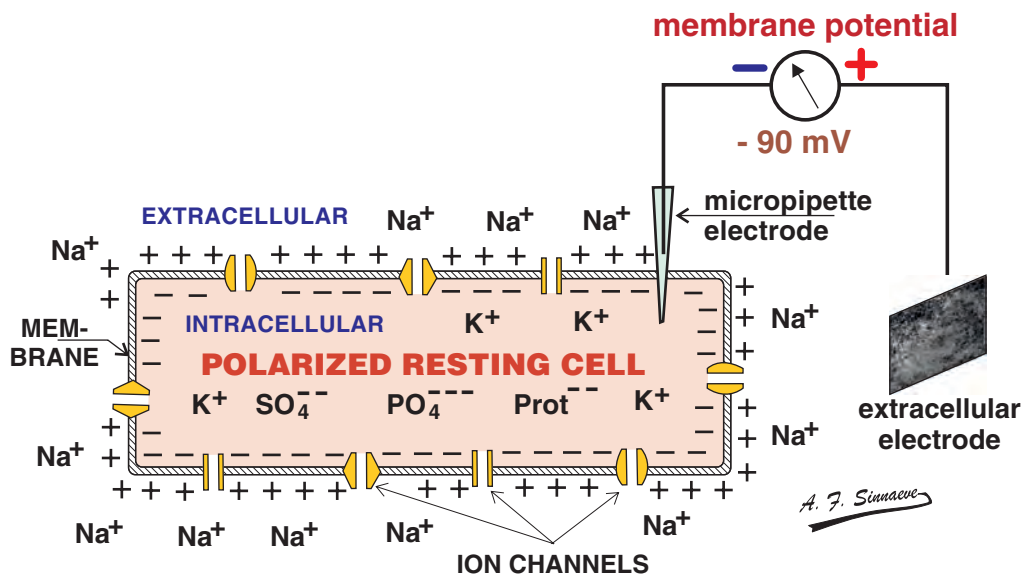 membrane potential
− +
- 90 mV
micropipette
electrode
EXTRACELLULAR
Na+ Na+ Na+ Na+
+ + + + + + + + + + + + + + + +
− − − − − − − − − − − − − − − −
INTRACELLULAR
K+ K+
Na+
MEM-
BRANE
POLARIZED RESTING CELL
K+ SO4-- PO4--- Prot-- K+
extracellular
electrode
Na+ Na+
− − − − − − − − − − − − − −
+ + + + + + + + + + + + + + + +
Na+ Na+ Na+ Na+ Na+
ION CHANNELS
A. F. Sinnaeve